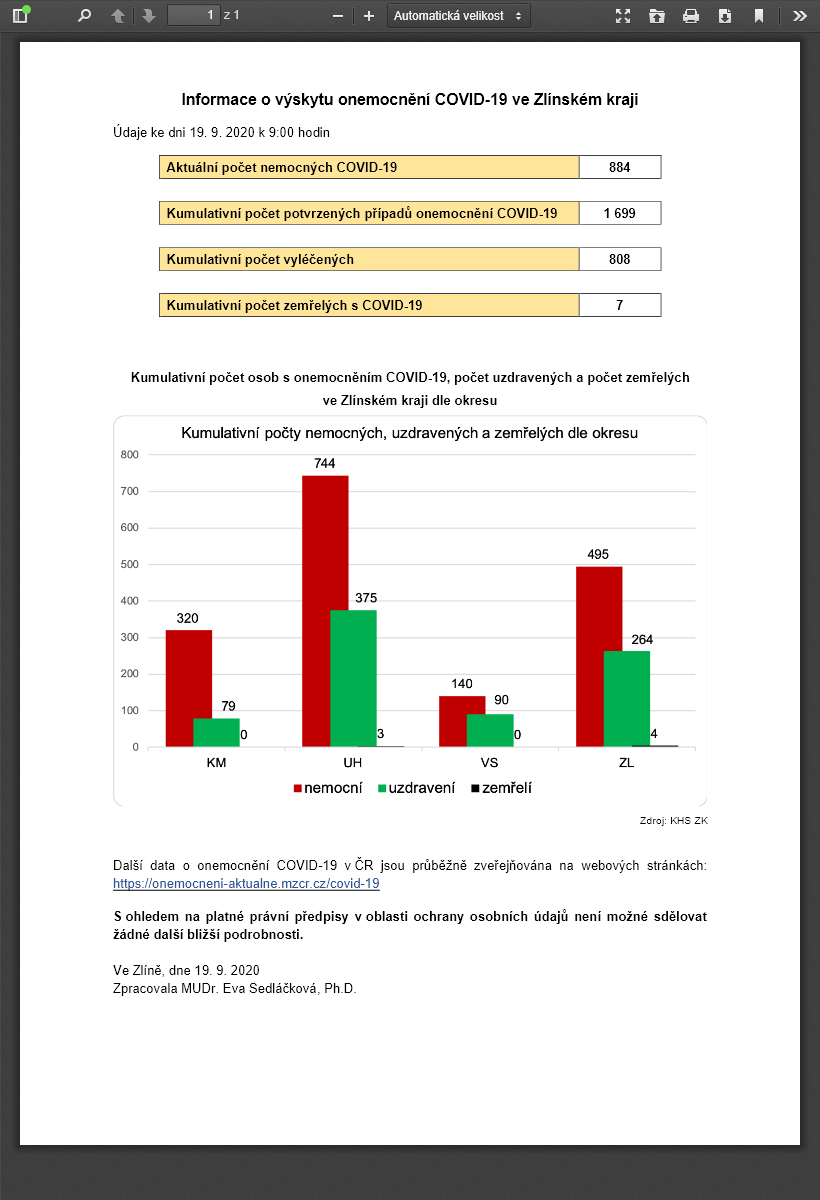 1 z 1 Automatická velikost
Informace o výskytu onemocnění COVID-19 ve Zlínském kraji
Údaje ke dni 19. 9. 2020 k 9:00 hodin
Aktuální počet nemocných COVID-19 884
Kumulativní počet potvrzených případů onemocnění COVID-19 1 699
Kumulativní počet vyléčených 808
Kumulativní počet zemřelých s COVID-19 7
Kumulativní počet osob s onemocněním COVID-19, počet uzdravených a počet zemřelých
ve Zlínském kraji dle okresu
Kumulativní počty nemocných, uzdravených a zemřelých dle okresu
800
700
600
500
400
300
200
100
0
320 79 0
744 375 3
140 90 0
495 264 4
KM UH VS ZL
nemocní uzdravení zemřelí
Zdroj: KHS ZK
Další data o onemocnění COVID-19 v ČR jsou průběžně zveřejňována na webových stránkách:
https://onemocneni-aktualne.mzcr.cz/covid-19
S ohledem na platné právní předpisy v oblasti ochrany osobních údajů není možné sdělovat
žádné další bližší podrobnosti.
Ve Zlíně, dne 19. 9. 2020
Zpracovala MUDr. Eva Sedláčková, Ph.D.